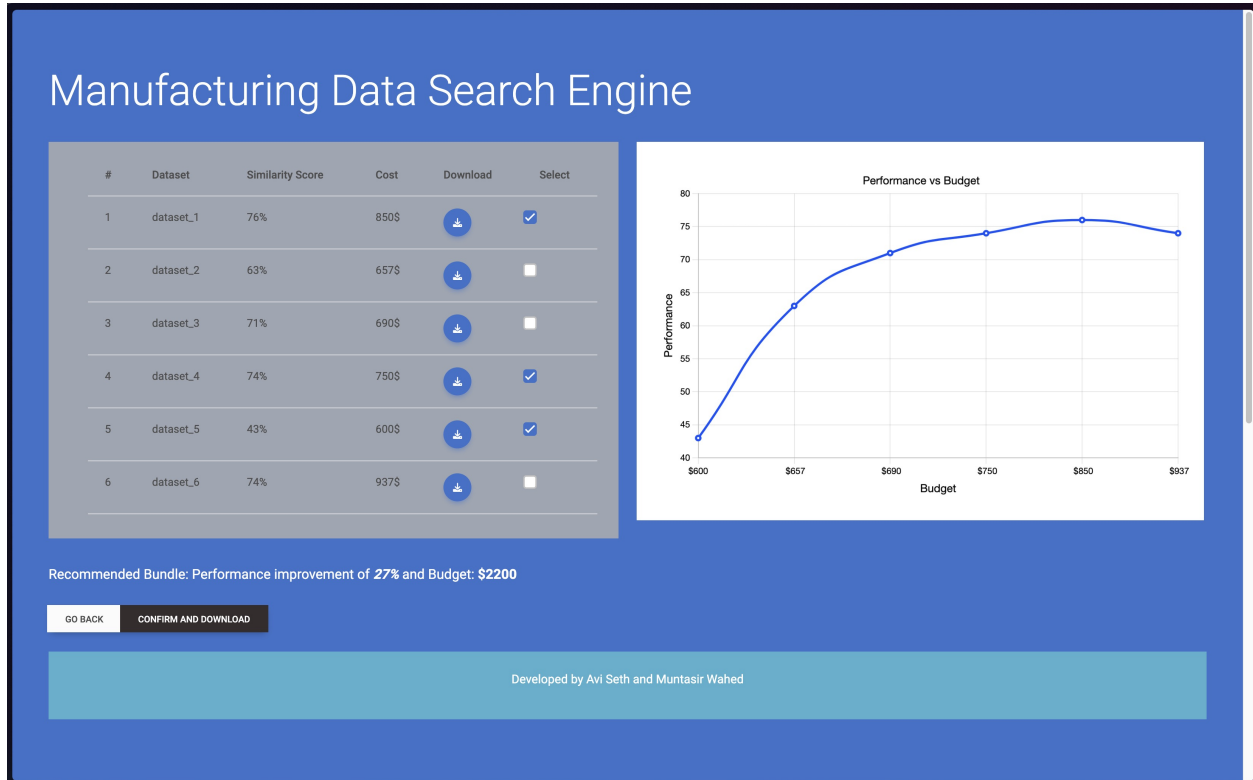 Manufacturing Data Search Engine
# Dataset Similarity Score Cost Download Select
1 dataset_1 76% 850$
2 dataset_2 63% 657$
3 dataset_3 71% 690$
4 dataset_4 74% 750$
5 dataset_5 43% 600$
6 dataset_6 74% 937$
Performance vs Budget
80
75
70
65
60
55
50
45
40
Performance
$600 $657 $690 $750 $850 $937
Budget
Recommended Bundle: Performance improvement of 27% and Budget: $2200
GO BACK CONFIRM AND DOWNLOAD
Developed by Avi Seth and Muntasir Wahed